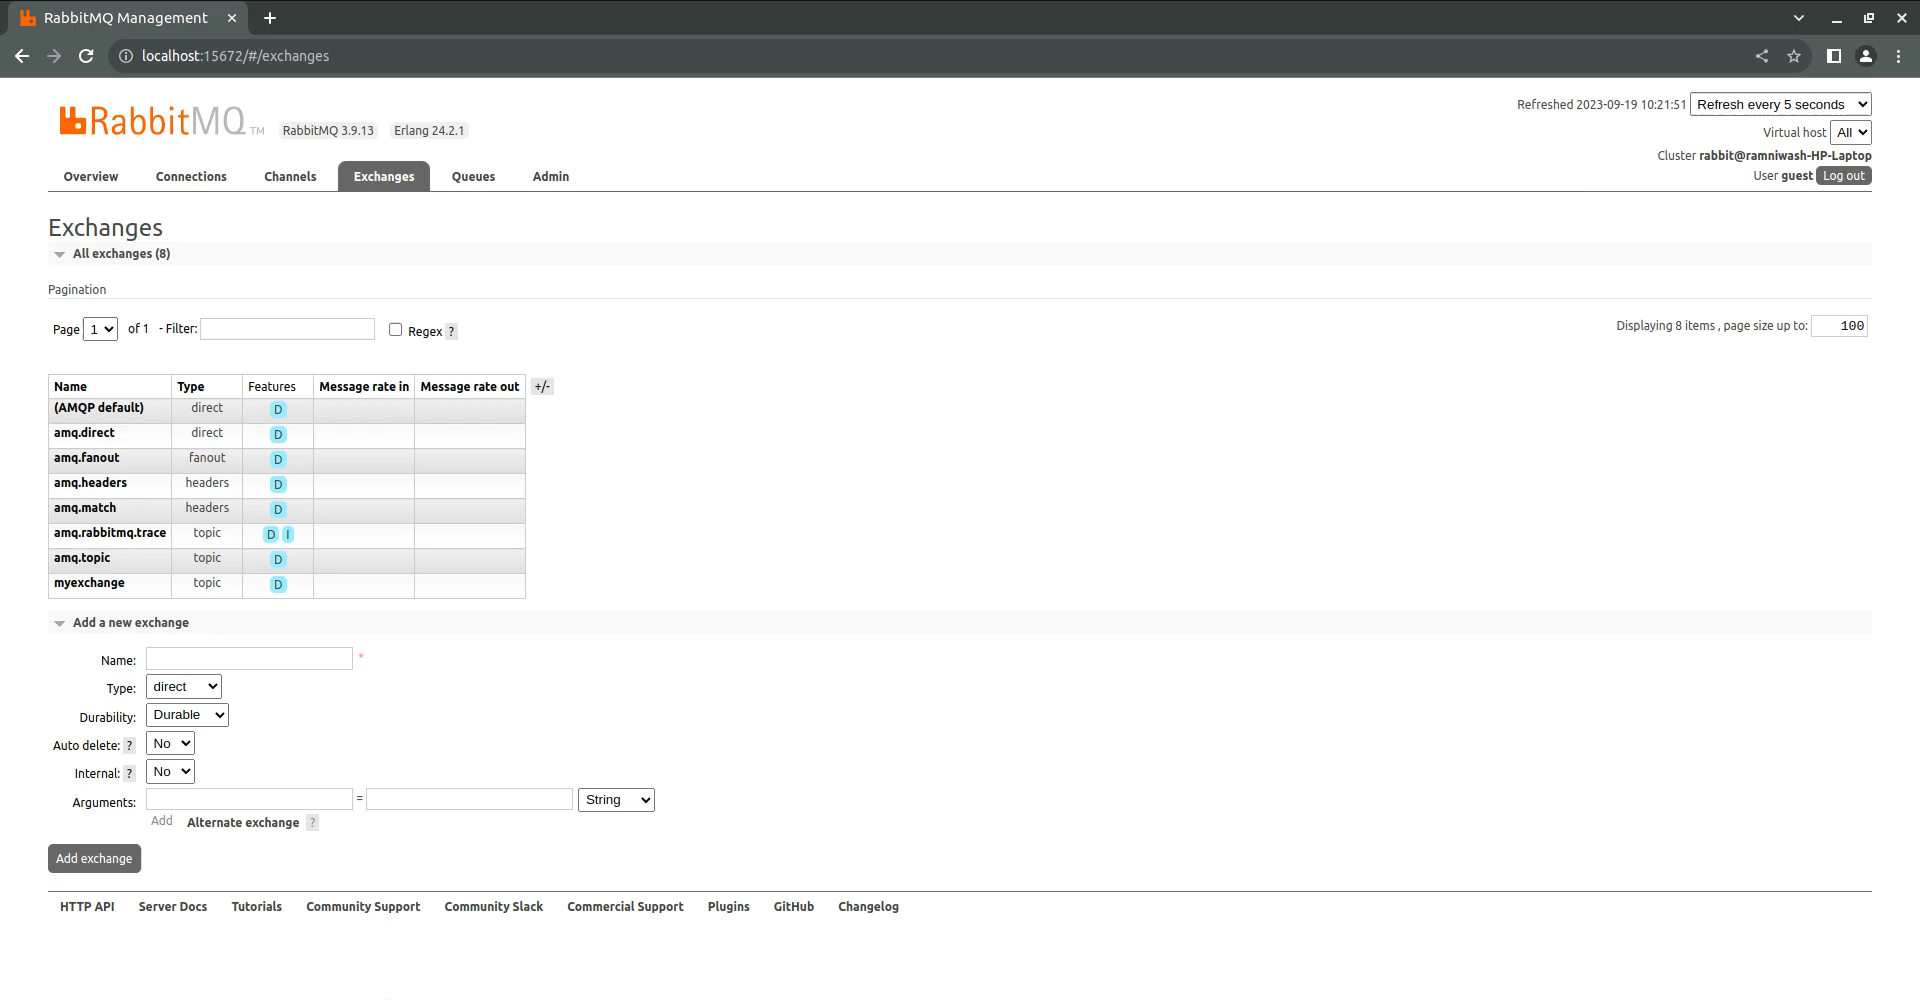 RabbitMQ Management
localhost:15672/#/exchanges
RabbitMQ TM RabbitMQ 3.9.13 Erlang 24.2.1
Refreshed 2023-09-19 10:21:51 Refresh every 5 seconds
Virtual host All
Cluster rabbit@ramniwash-HP-Laptop
User guest Log out
Overview Connections Channels Exchanges Queues Admin
Exchanges
All exchanges (8)
Pagination
Page 1 of 1 - Filter: Regex ? Displaying 8 items , page size up to: 100
Name Type Features Message rate in Message rate out +/-
(AMQP default) direct D
amq.direct direct D
amq.fanout fanout D
amq.headers headers D
amq.match headers D
amq.rabbitmq.trace topic D I
amq.topic topic D
myexchange topic D
Add a new exchange
Name: *
Type: direct
Durability: Durable
Auto delete: ? No
Internal: ? No
Arguments: = String
Add Alternate exchange ?
Add exchange
HTTP API Server Docs Tutorials Community Support Community Slack Commercial Support Plugins GitHub Changelog